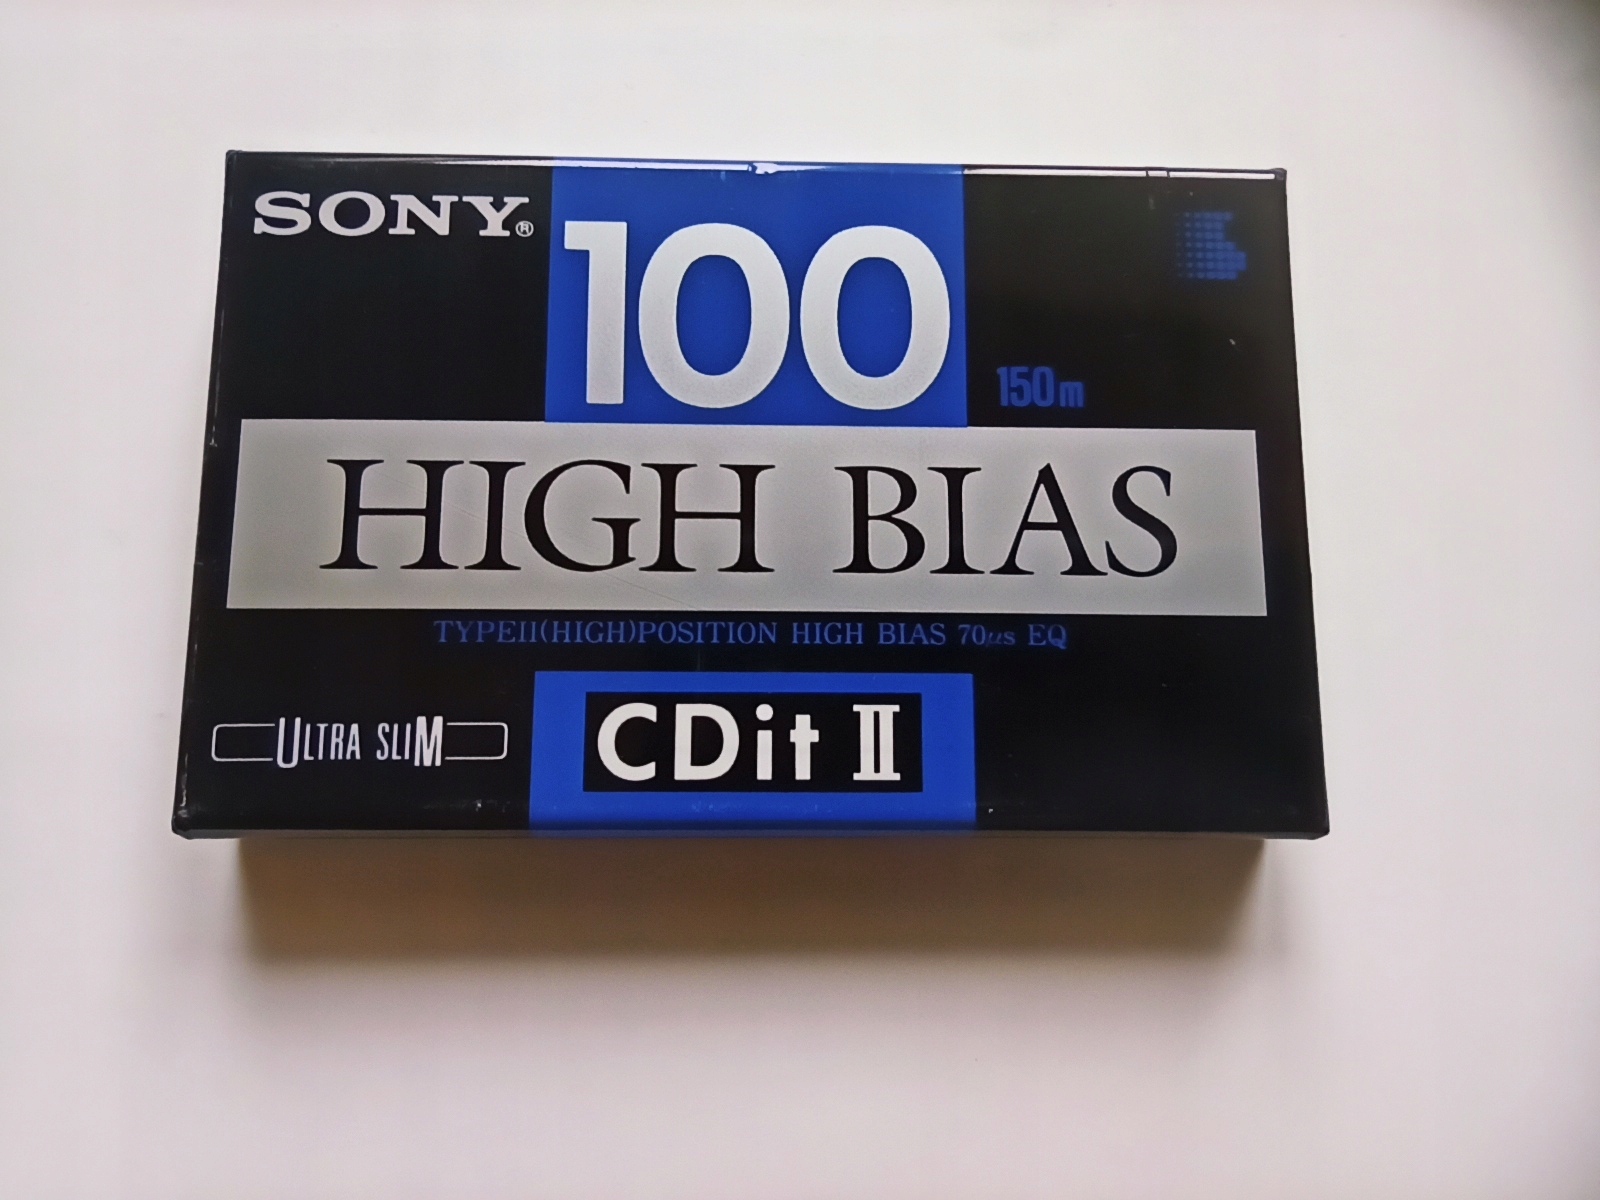 SONY®
100
150m
HIGH BIAS
TYPEII(HIGH)POSITION HIGH BIAS 70µs EQ
ULTRA SLIM
CDit II